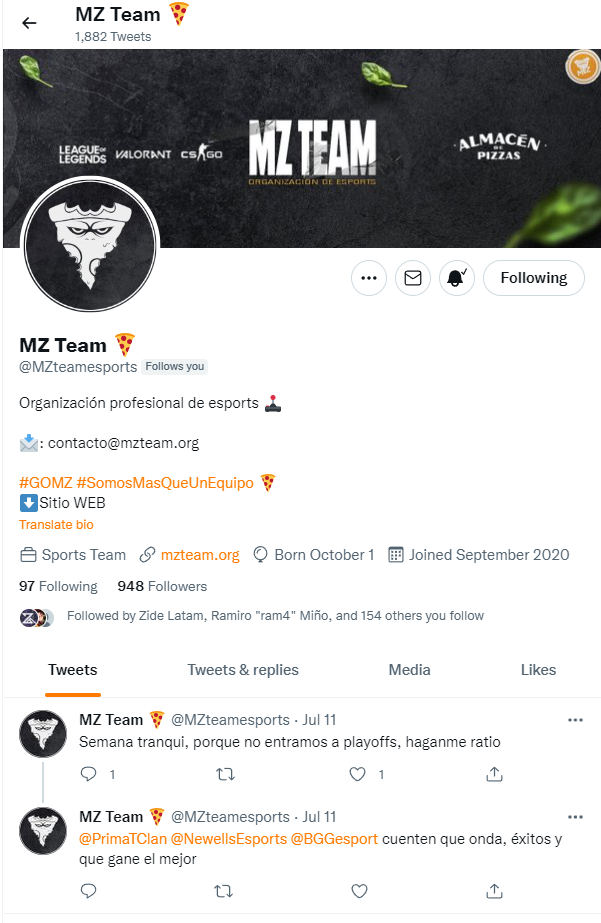 MZ Team 🍕
1,882 Tweets
MZ
LEAGUE OF LEGENDS
VALORANT
CS:GO
MZ TEAM
ORGANIZACIÓN DE ESPORTS
·ALMACÉN·
DE
PIZZAS
Following
MZ Team 🍕
@MZteamesports Follows you
Organización profesional de esports 🕹️
📩: contacto@mzteam.org
#GOMZ #SomosMasQueUnEquipo 🍕
⬇️Sitio WEB
Translate bio
Sports Team mzteam.org Born October 1 Joined September 2020
97 Following 948 Followers
Followed by Zide Latam, Ramiro "ram4" Miño, and 154 others you follow
Tweets Tweets & replies Media Likes
MZ Team 🍕 @MZteamesports · Jul 11
Semana tranqui, porque no entramos a playoffs, haganme ratio
1 1
MZ Team 🍕 @MZteamesports · Jul 11
@PrimaTClan @NewellsEsports @BGGesport cuenten que onda, éxitos y
que gane el mejor